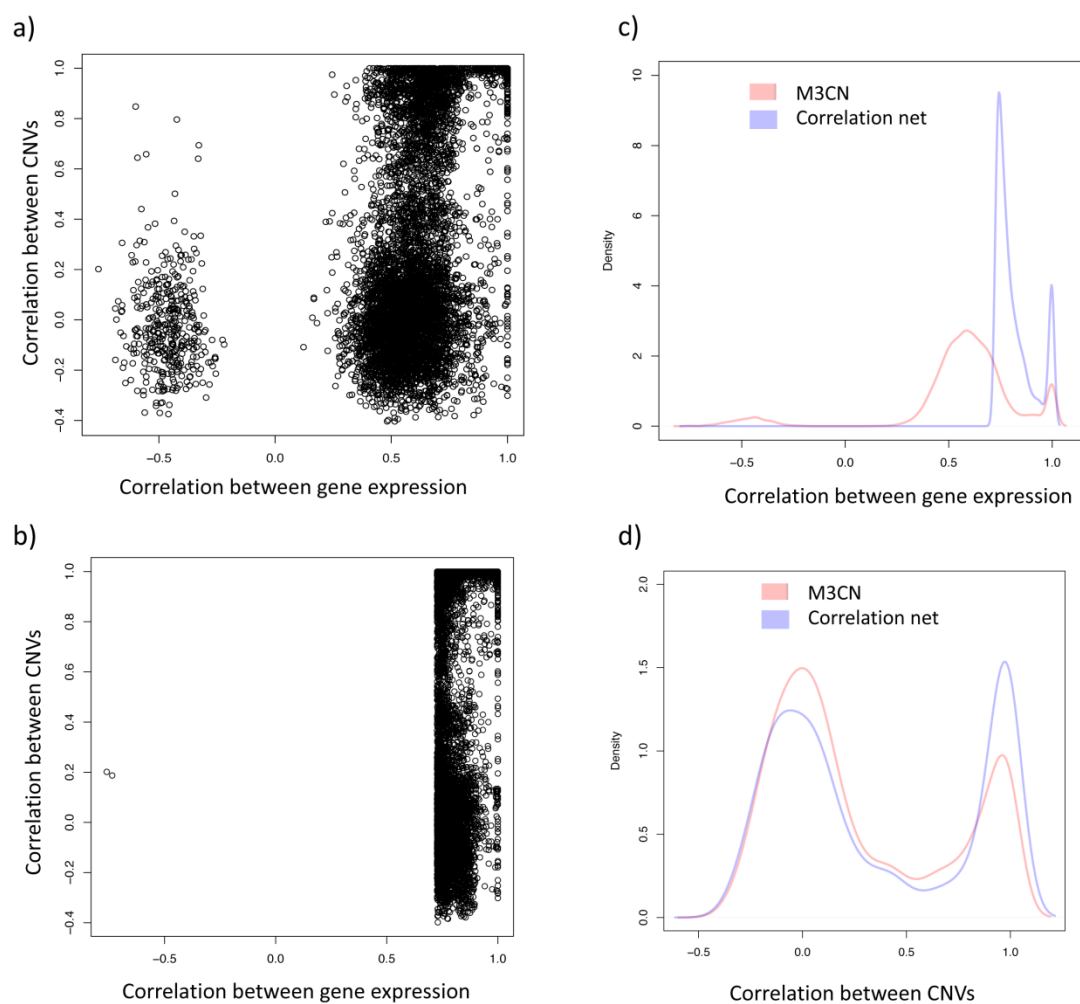 a)
Correlation between CNVs
1.0
0.8
0.6
0.4
0.2
0.0
−0.2
−0.4
−0.5
0.0
0.5
1.0
Correlation between gene expression
c)
M3CN
Correlation net
Density
10
8
6
4
2
0
−0.5
0.0
0.5
1.0
Correlation between gene expression
b)
Correlation between CNVs
1.0
0.8
0.6
0.4
0.2
0.0
−0.2
−0.4
−0.5
0.0
0.5
1.0
Correlation between gene expression
d)
M3CN
Correlation net
Density
2.0
1.5
1.0
0.5
0.0
−0.5
0.0
0.5
1.0
Correlation between CNVs